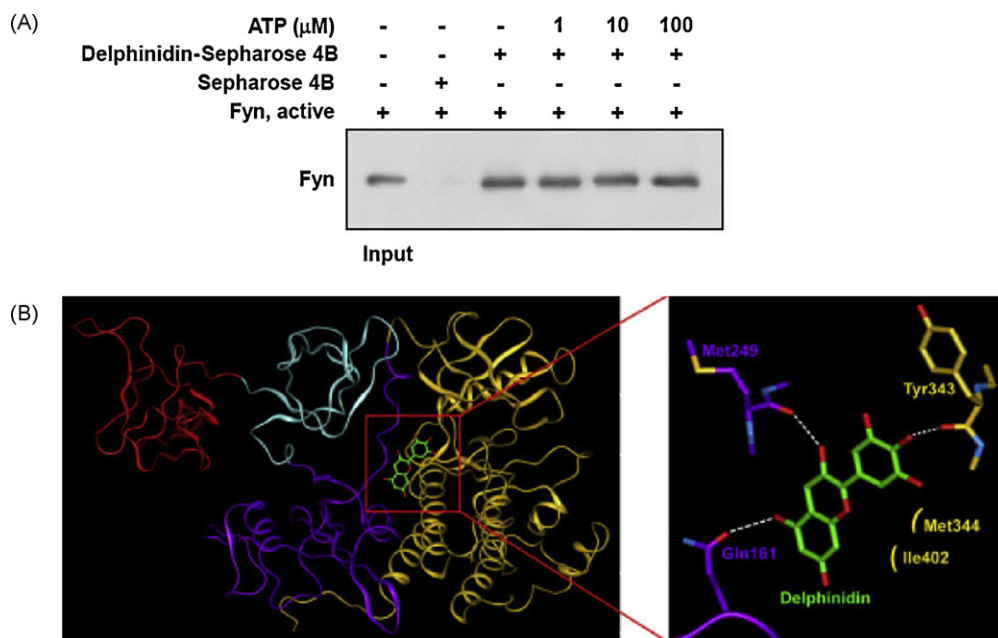 (A)
ATP (μM) - - - 1 10 100
Delphinidin-Sepharose 4B - - + + + +
Sepharose 4B - + - - - -
Fyn, active + + + + + +
Fyn
Input
(B)
Met249
Tyr343
Met344
Ile402
Gln161
Delphinidin